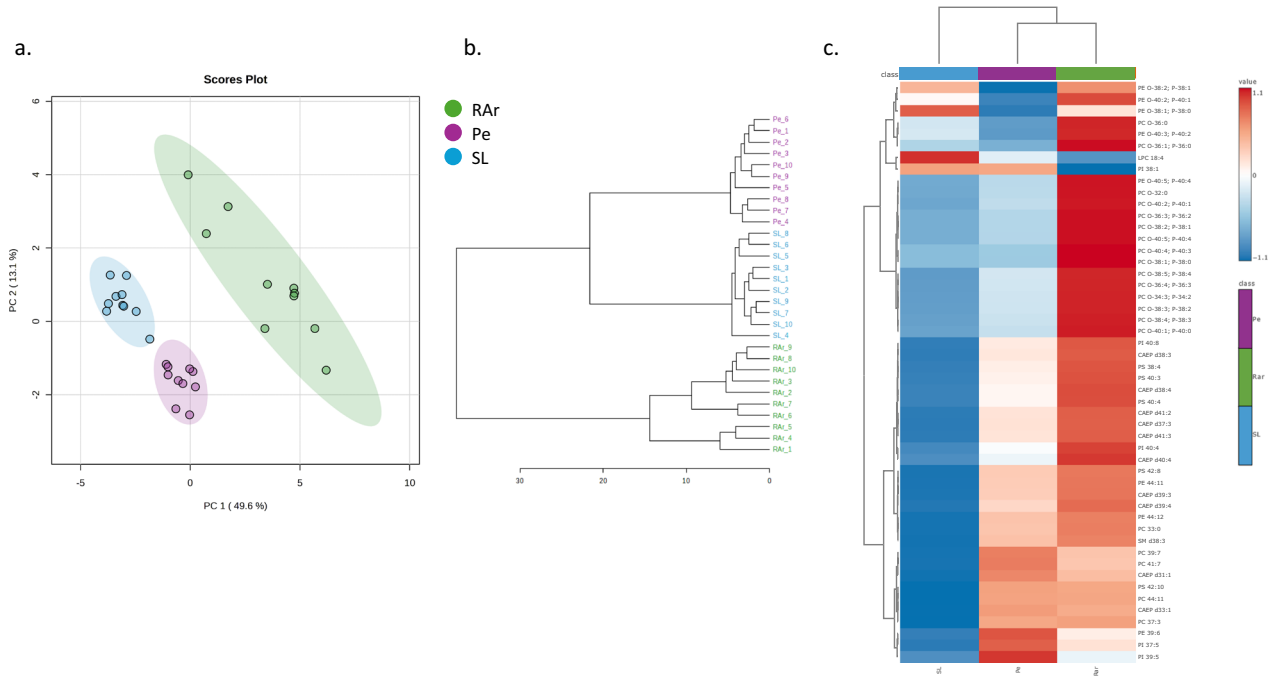 a.
Scores Plot
PC 2 ( 13.1 %)
6
4
2
0
-2
-5
0
5
10
PC 1 ( 49.6 %)
RAr
Pe
SL
b.
Pe_6
Pe_1
Pe_2
Pe_3
Pe_10
Pe_9
Pe_5
Pe_8
Pe_7
Pe_4
SL_8
SL_6
SL_5
SL_3
SL_1
SL_2
SL_9
SL_7
SL_10
SL_4
RAr_9
RAr_8
RAr_10
RAr_3
RAr_2
RAr_7
RAr_6
RAr_5
RAr_4
RAr_1
30
20
10
0
c.
class
PE O-38:2; P-38:1
PE O-40:2; P-40:1
PE O-38:1; P-38:0
PC O-36:0
PE O-40:3; P-40:2
PC O-36:1; P-36:0
LPC 18:4
PI 38:1
PE O-40:5; P-40:4
PC O-32:0
PC O-40:2; P-40:1
PC O-36:3; P-36:2
PC O-38:2; P-38:1
PC O-40:5; P-40:4
PC O-40:4; P-40:3
PC O-38:1; P-38:0
PC O-38:5; P-38:4
PC O-36:4; P-36:3
PC O-34:3; P-34:2
PC O-38:3; P-38:2
PC O-38:4; P-38:3
PC O-40:1; P-40:0
PI 40:8
CAEP d38:3
PS 38:4
PS 40:3
CAEP d38:4
PS 40:4
CAEP d41:2
CAEP d37:3
CAEP d41:3
PI 40:4
CAEP d40:4
PS 42:8
PE 44:11
CAEP d39:3
CAEP d39:4
PE 44:12
PC 33:0
SM d38:3
PC 39:7
PC 41:7
CAEP d31:1
PS 42:10
PC 44:11
CAEP d33:1
PC 37:3
PE 39:6
PI 37:5
PI 39:5
SL
Pe
Rar
value
1.1
0
−1.1
class
Pe
Rar
SL